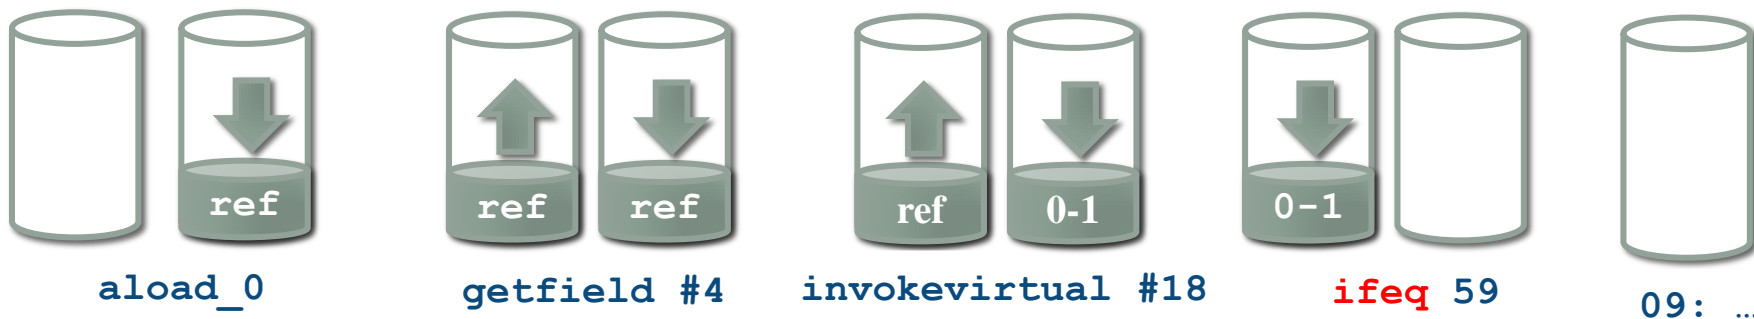 ref
ref ref
ref 0-1
0-1
aload_0
getfield #4
invokevirtual #18
ifeq 59
09: …